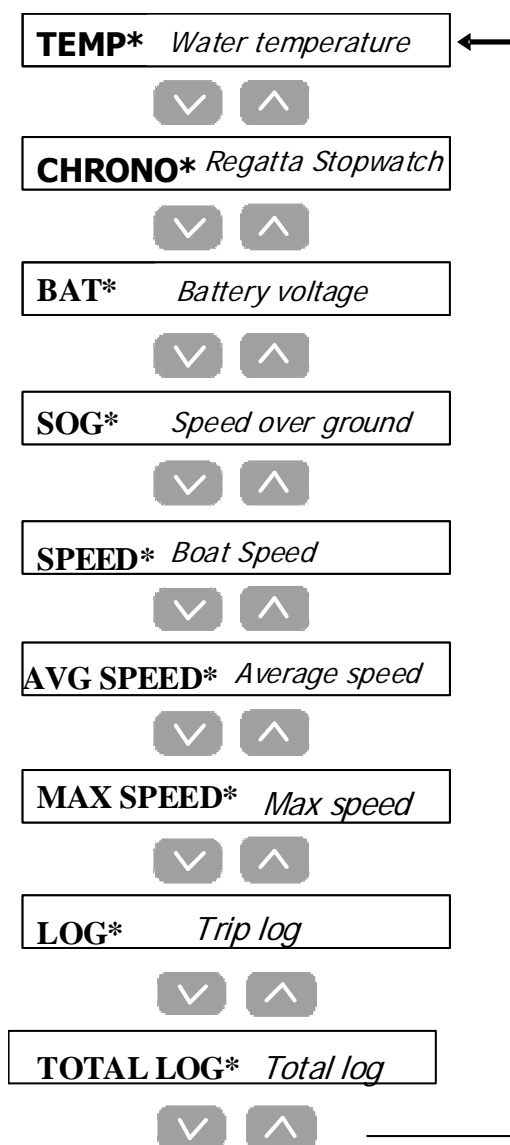 TEMP* Water temperature
CHRONO* Regatta Stopwatch
BAT* Battery voltage
SOG* Speed over ground
SPEED* Boat Speed
AVG SPEED* Average speed
MAX SPEED* Max speed
LOG* Trip log
TOTAL LOG* Total log